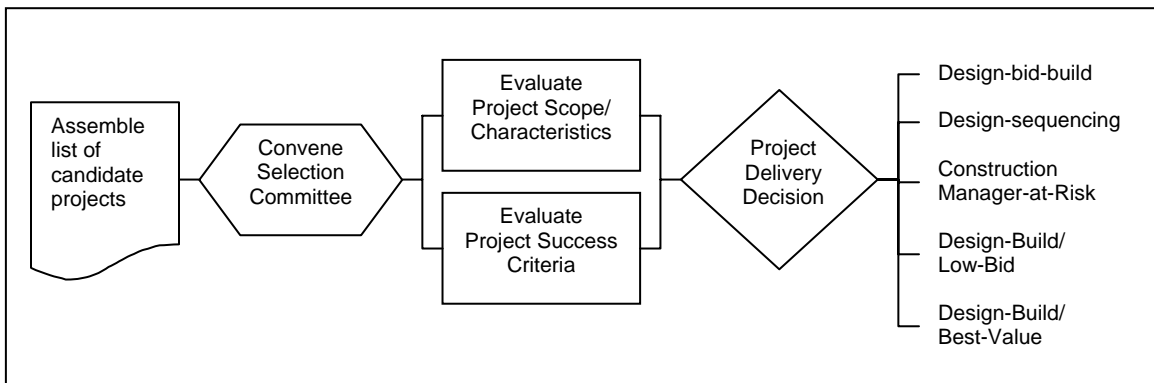 Assemble
list of
candidate
projects
Convene
Selection
Committee
Evaluate
Project Scope/
Characteristics
Evaluate
Project Success
Criteria
Project
Delivery
Decision
Design-bid-build
Design-sequencing
Construction
Manager-at-Risk
Design-Build/
Low-Bid
Design-Build/
Best-Value